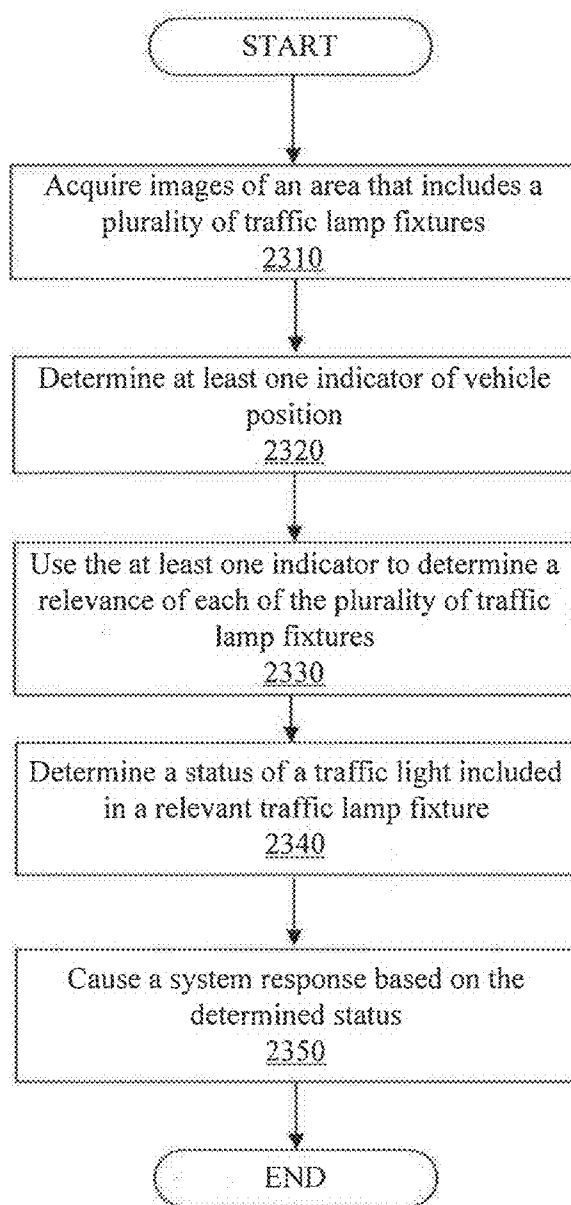 START
Acquire images of an area that includes a
plurality of traffic lamp fixtures
2310
Determine at least one indicator of vehicle
position
2320
Use the at least one indicator to determine a
relevance of each of the plurality of traffic
lamp fixtures
2330
Determine a status of a traffic light included
in a relevant traffic lamp fixture
2340
Cause a system response based on the
determined status
2350
END